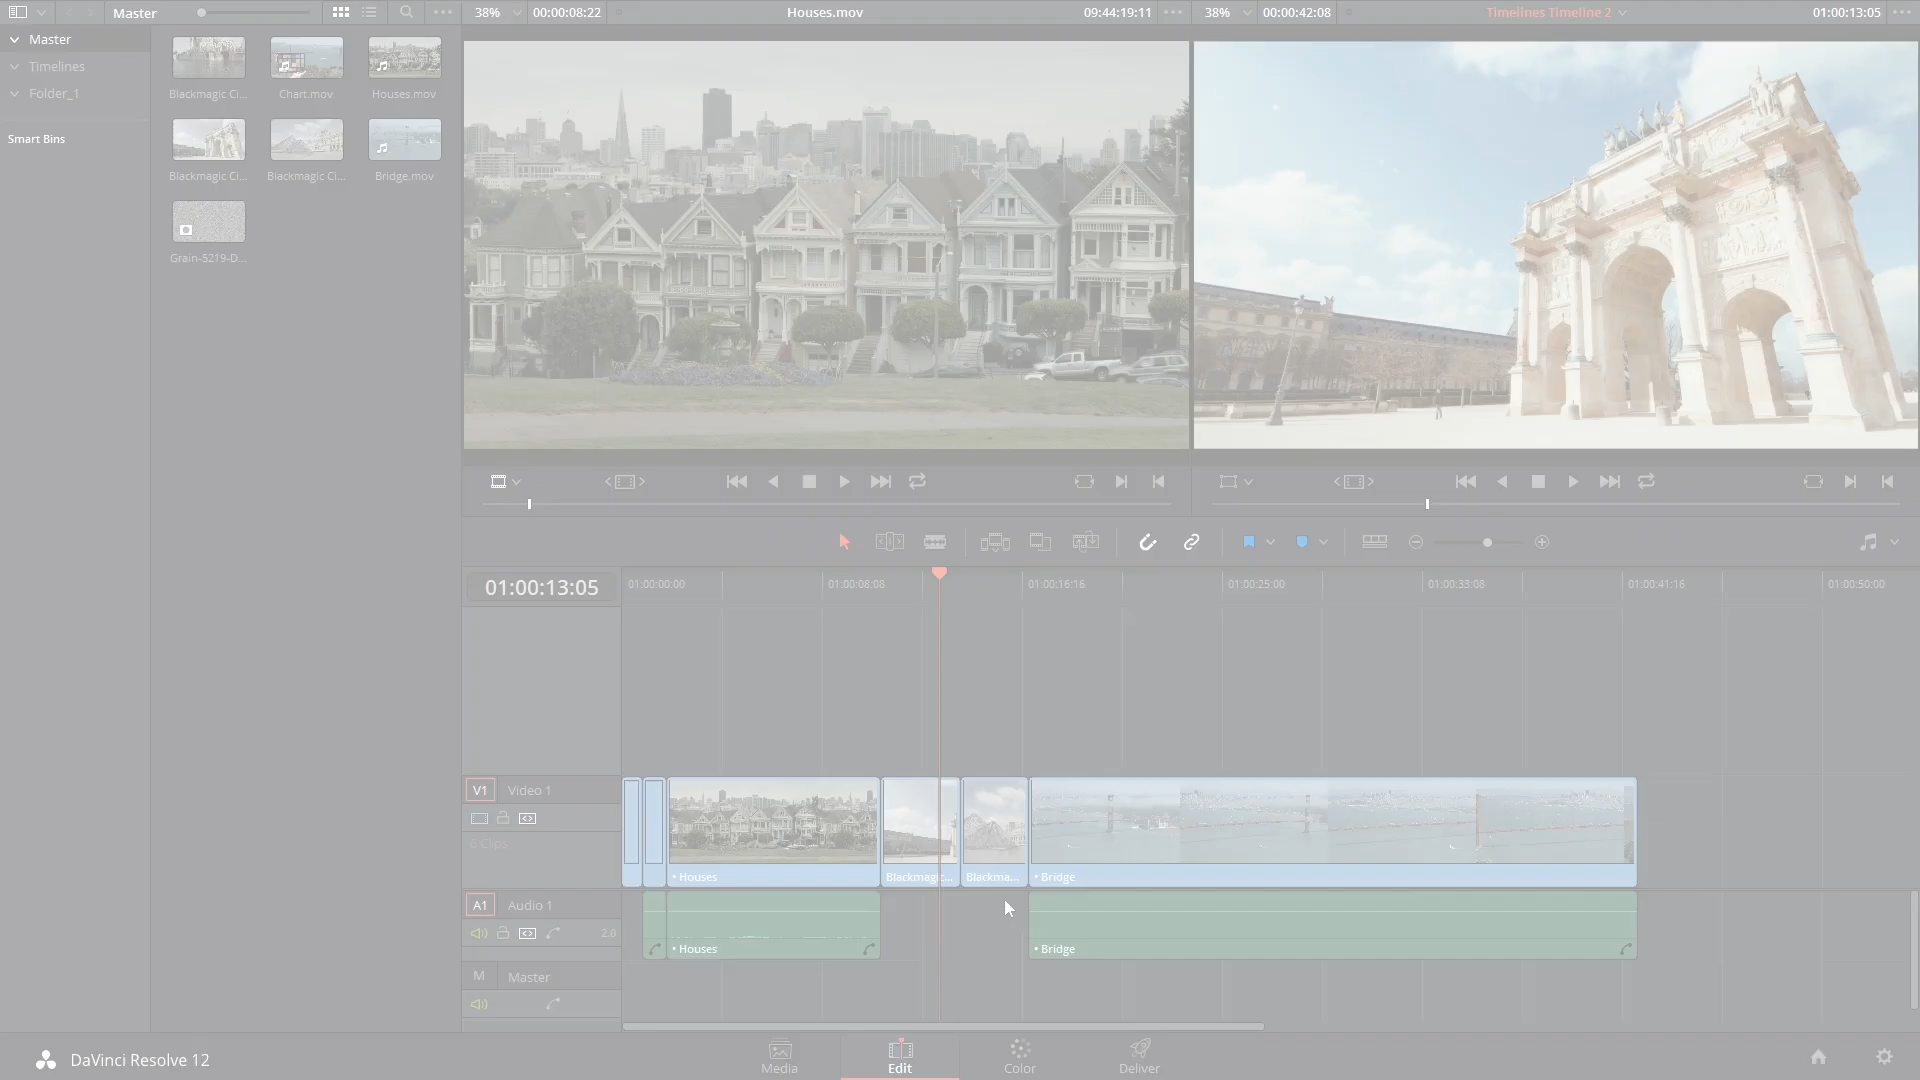 Master
38%
00:00:08:22
Houses.mov
09:44:19:11
38%
00:00:42:08
Timelines Timeline 2
01:00:13:05
Master
Timelines
Folder_1
Smart Bins
Blackmagic Ci...
Chart.mov
Houses.mov
Blackmagic Ci...
Blackmagic Ci...
Bridge.mov
Grain-5219-D...
01:00:13:05
01:00:00:00
01:00:08:08
01:00:16:16
01:00:25:00
01:00:33:08
01:00:41:16
01:00:50:00
V1
Video 1
6 Clips
• Houses
Blackmagic...
Blackma...
• Bridge
A1
Audio 1
2.0
• Houses
• Bridge
M
Master
DaVinci Resolve 12
Media
Edit
Color
Deliver